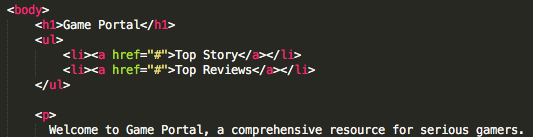 <body>
<h1>Game Portal</h1>
<ul>
<li><a href="#">Top Story</a></li>
<li><a href="#">Top Reviews</a></li>
</ul>
<p>
Welcome to Game Portal, a comprehensive resource for serious gamers.